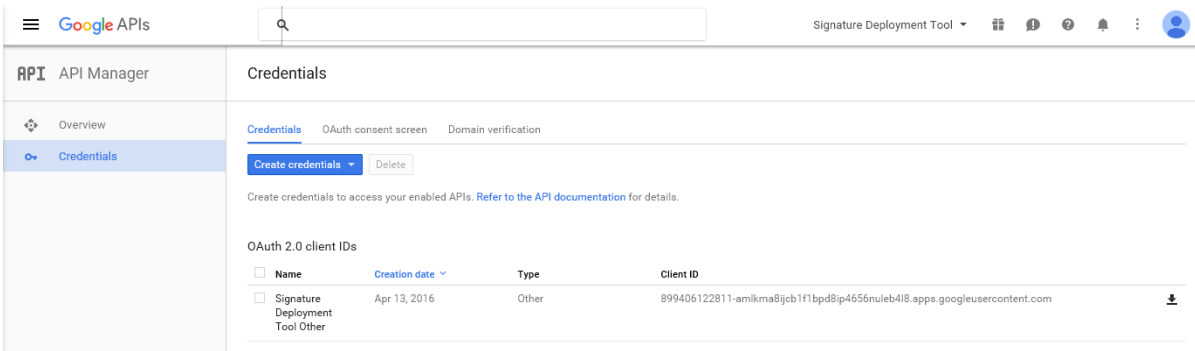 Google APIs
Signature Deployment Tool
API API Manager
Credentials
Overview
Credentials
Credentials OAuth consent screen Domain verification
Create credentials Delete
Create credentials to access your enabled APIs. Refer to the API documentation for details.
OAuth 2.0 client IDs
Name Creation date Type Client ID
Signature Apr 13, 2016 Other 899406122811-amlkma8ijcb1f1bpd8ip4656nuleb4l8.apps.googleusercontent.com
Deployment
Tool Other